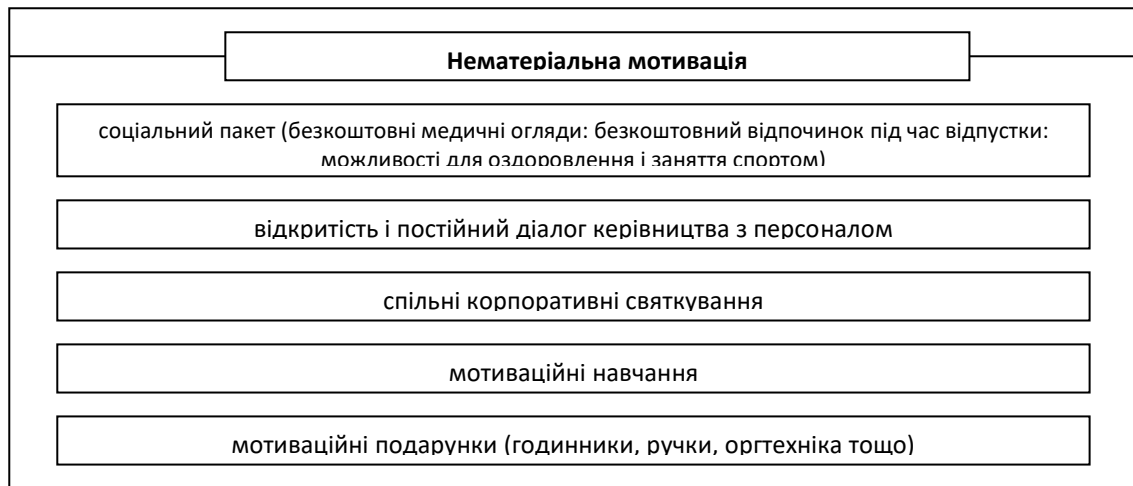 Нематеріальна мотивація
соціальний пакет (безкоштовні медичні огляди: безкоштовний відпочинок під час відпустки:
можливості для оздоровлення і заняття спортом)
відкритість і постійний діалог керівництва з персоналом
спільні корпоративні святкування
мотиваційні навчання
мотиваційні подарунки (годинники, ручки, оргтехніка тощо)